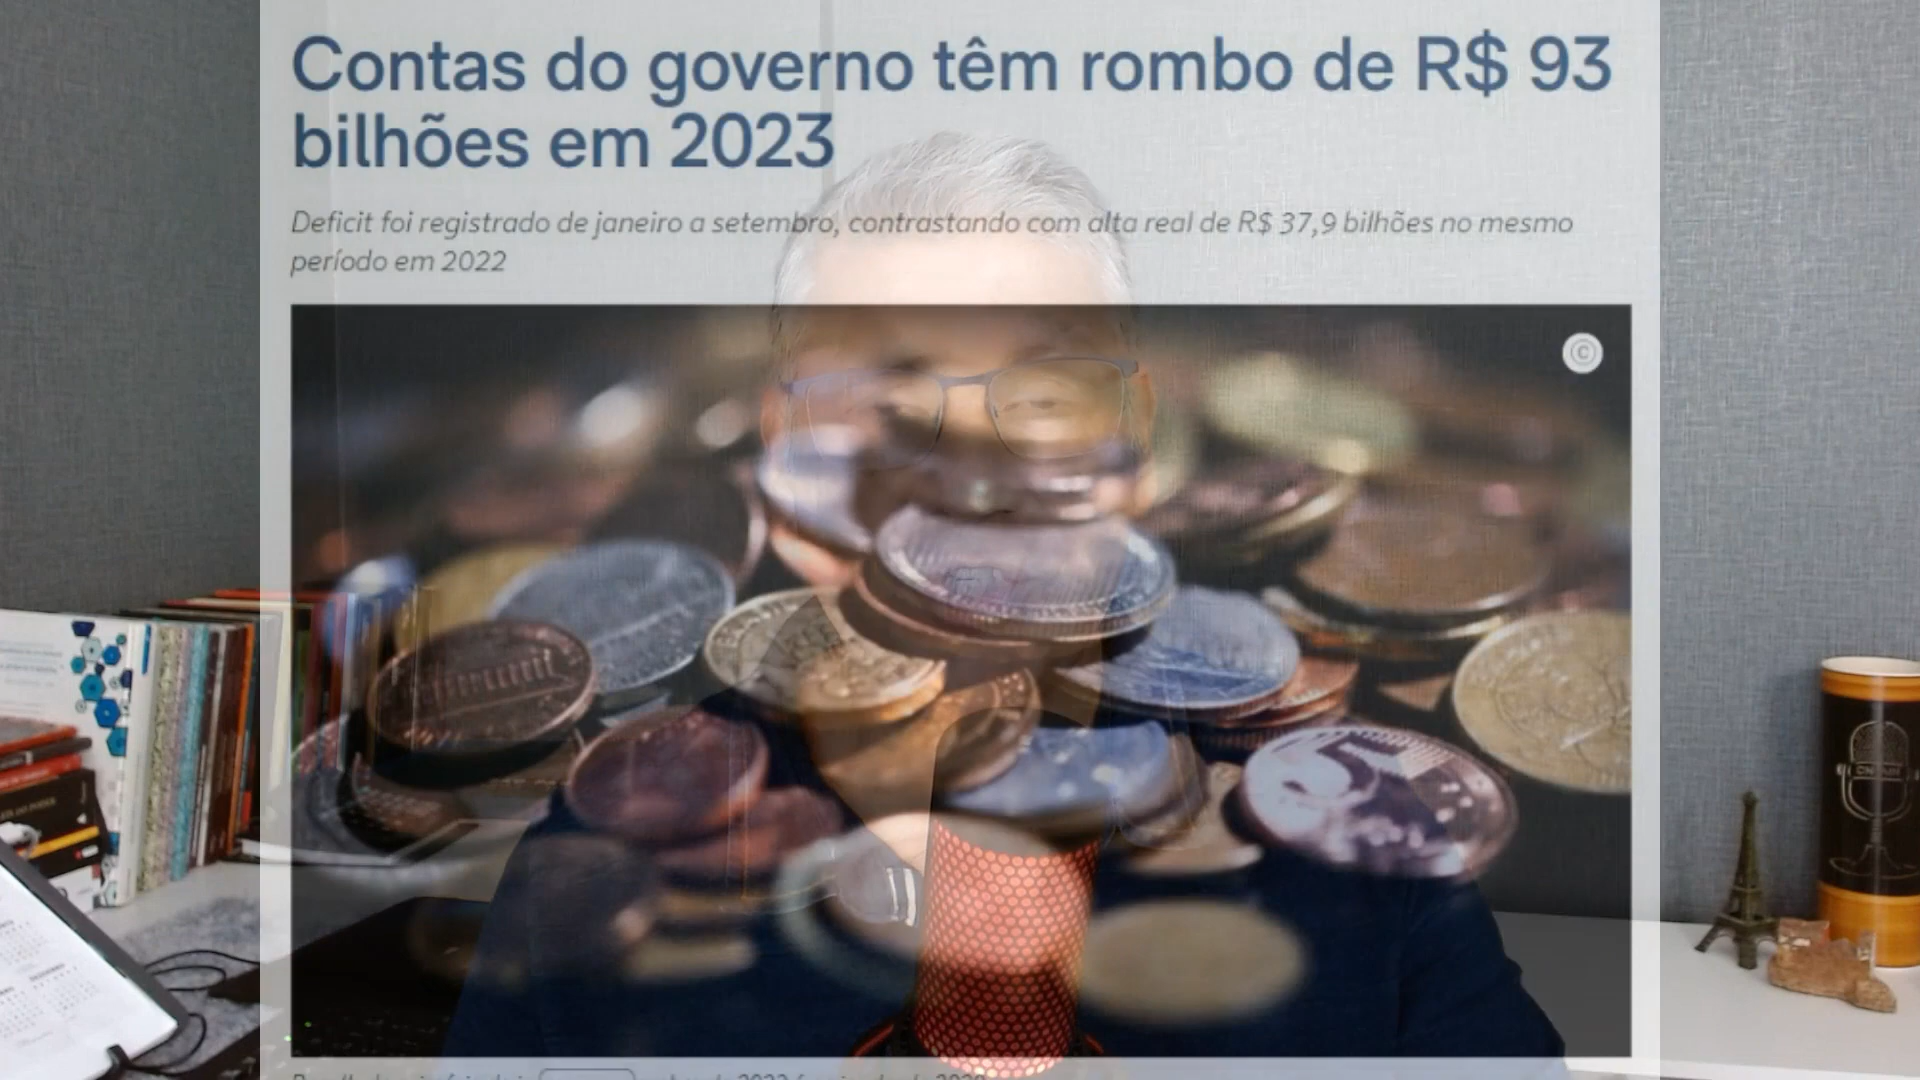 Contas do governo têm rombo de R$ 93
bilhões em 2023
Deficit foi registrado de janeiro a setembro, contrastando com alta real de R$ 37,9 bilhões no mesmo
período em 2022
©
5